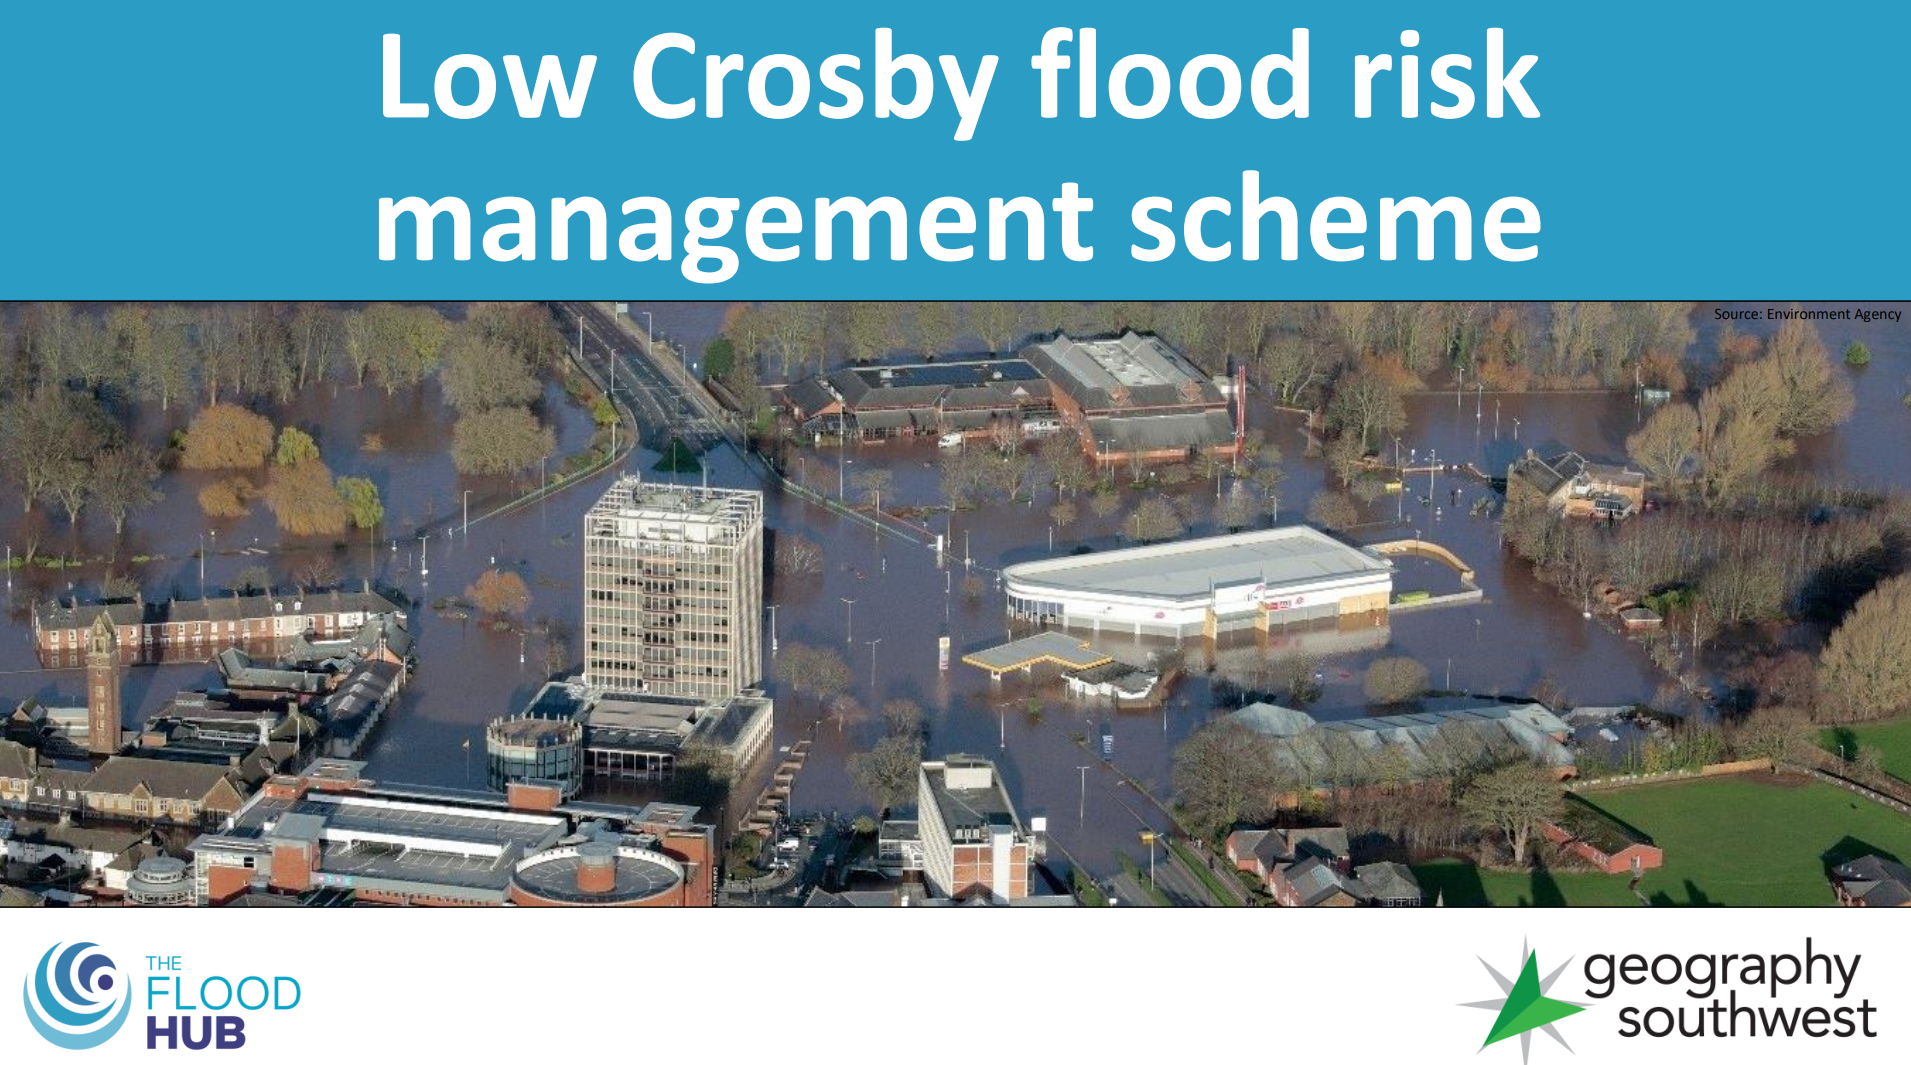 Low Crosby flood risk
management scheme
Source: Environment Agency
THE
FLOOD
HUB
geography
southwest